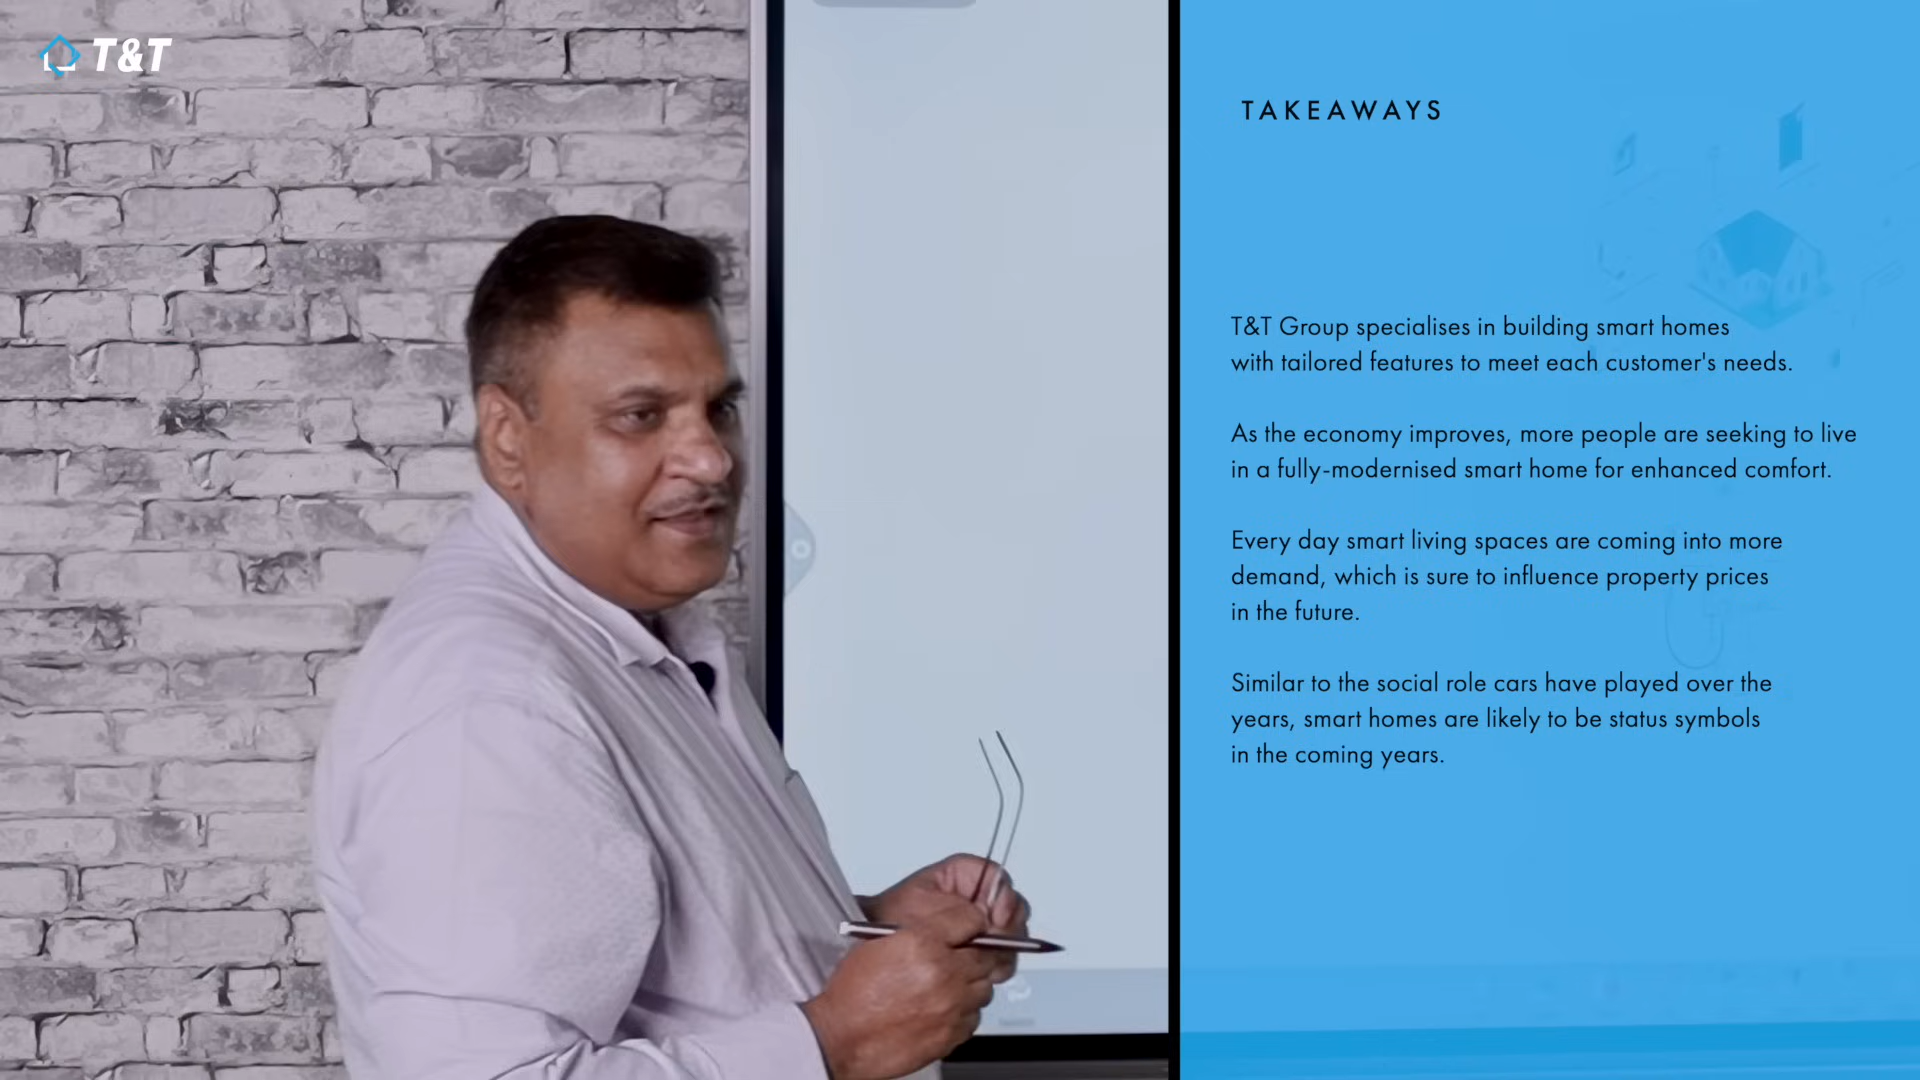 T&T
TAKEAWAYS
T&T Group specialises in building smart homes
with tailored features to meet each customer's needs.
As the economy improves, more people are seeking to live
in a fully-modernised smart home for enhanced comfort.
Every day smart living spaces are coming into more
demand, which is sure to influence property prices
in the future.
Similar to the social role cars have played over the
years, smart homes are likely to be status symbols
in the coming years.